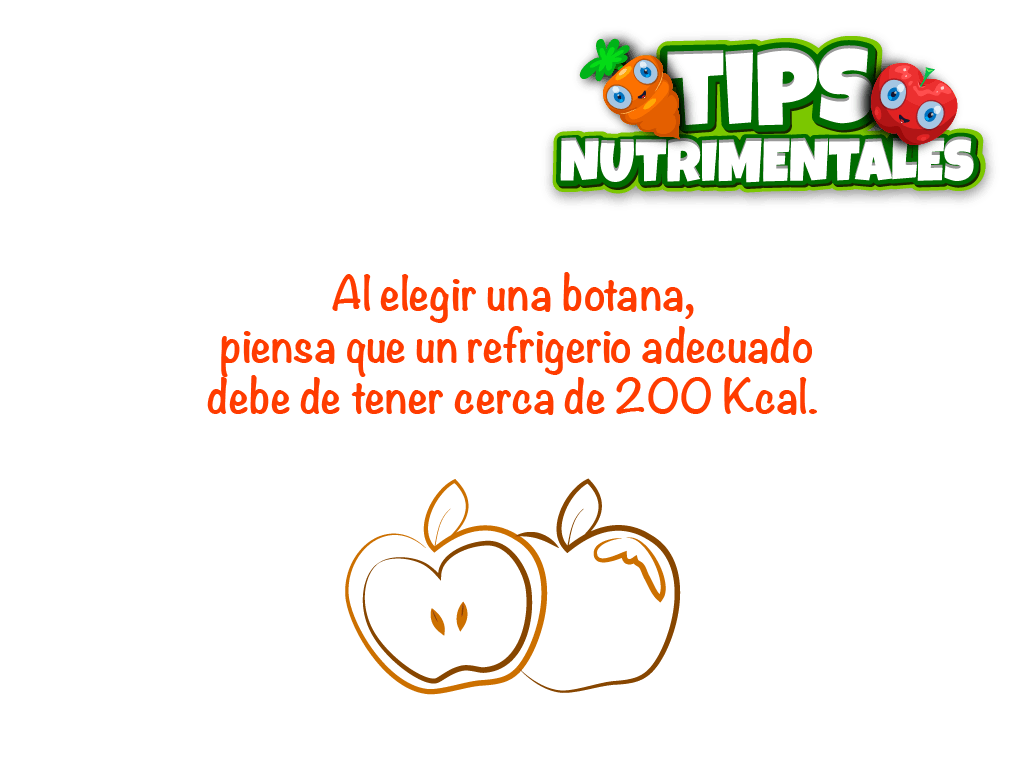 TIPS
NUTRIMENTALES
Al elegir una botana,
piensa que un refrigerio adecuado
debe de tener cerca de 200 Kcal.